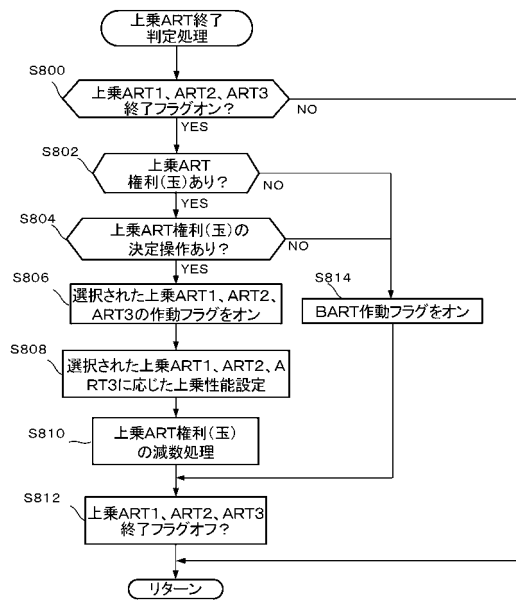 上乗ART終了
判定処理
S800
上乗ART1、ART2、ART3
終了フラグオン?
NO
YES
S802
上乗ART
権利(玉)あり?
NO
YES
S804
上乗ART権利(玉)の
決定操作あり?
NO
YES
S806
選択された上乗ART1、ART2、
ART3の作動フラグをオン
S814
BART作動フラグをオン
S808
選択された上乗ART1、ART2、A
RT3に応じた上乗性能設定
S810
上乗ART権利(玉)
の減数処理
S812
上乗ART1、ART2、ART3
終了フラグオフ?
リターン